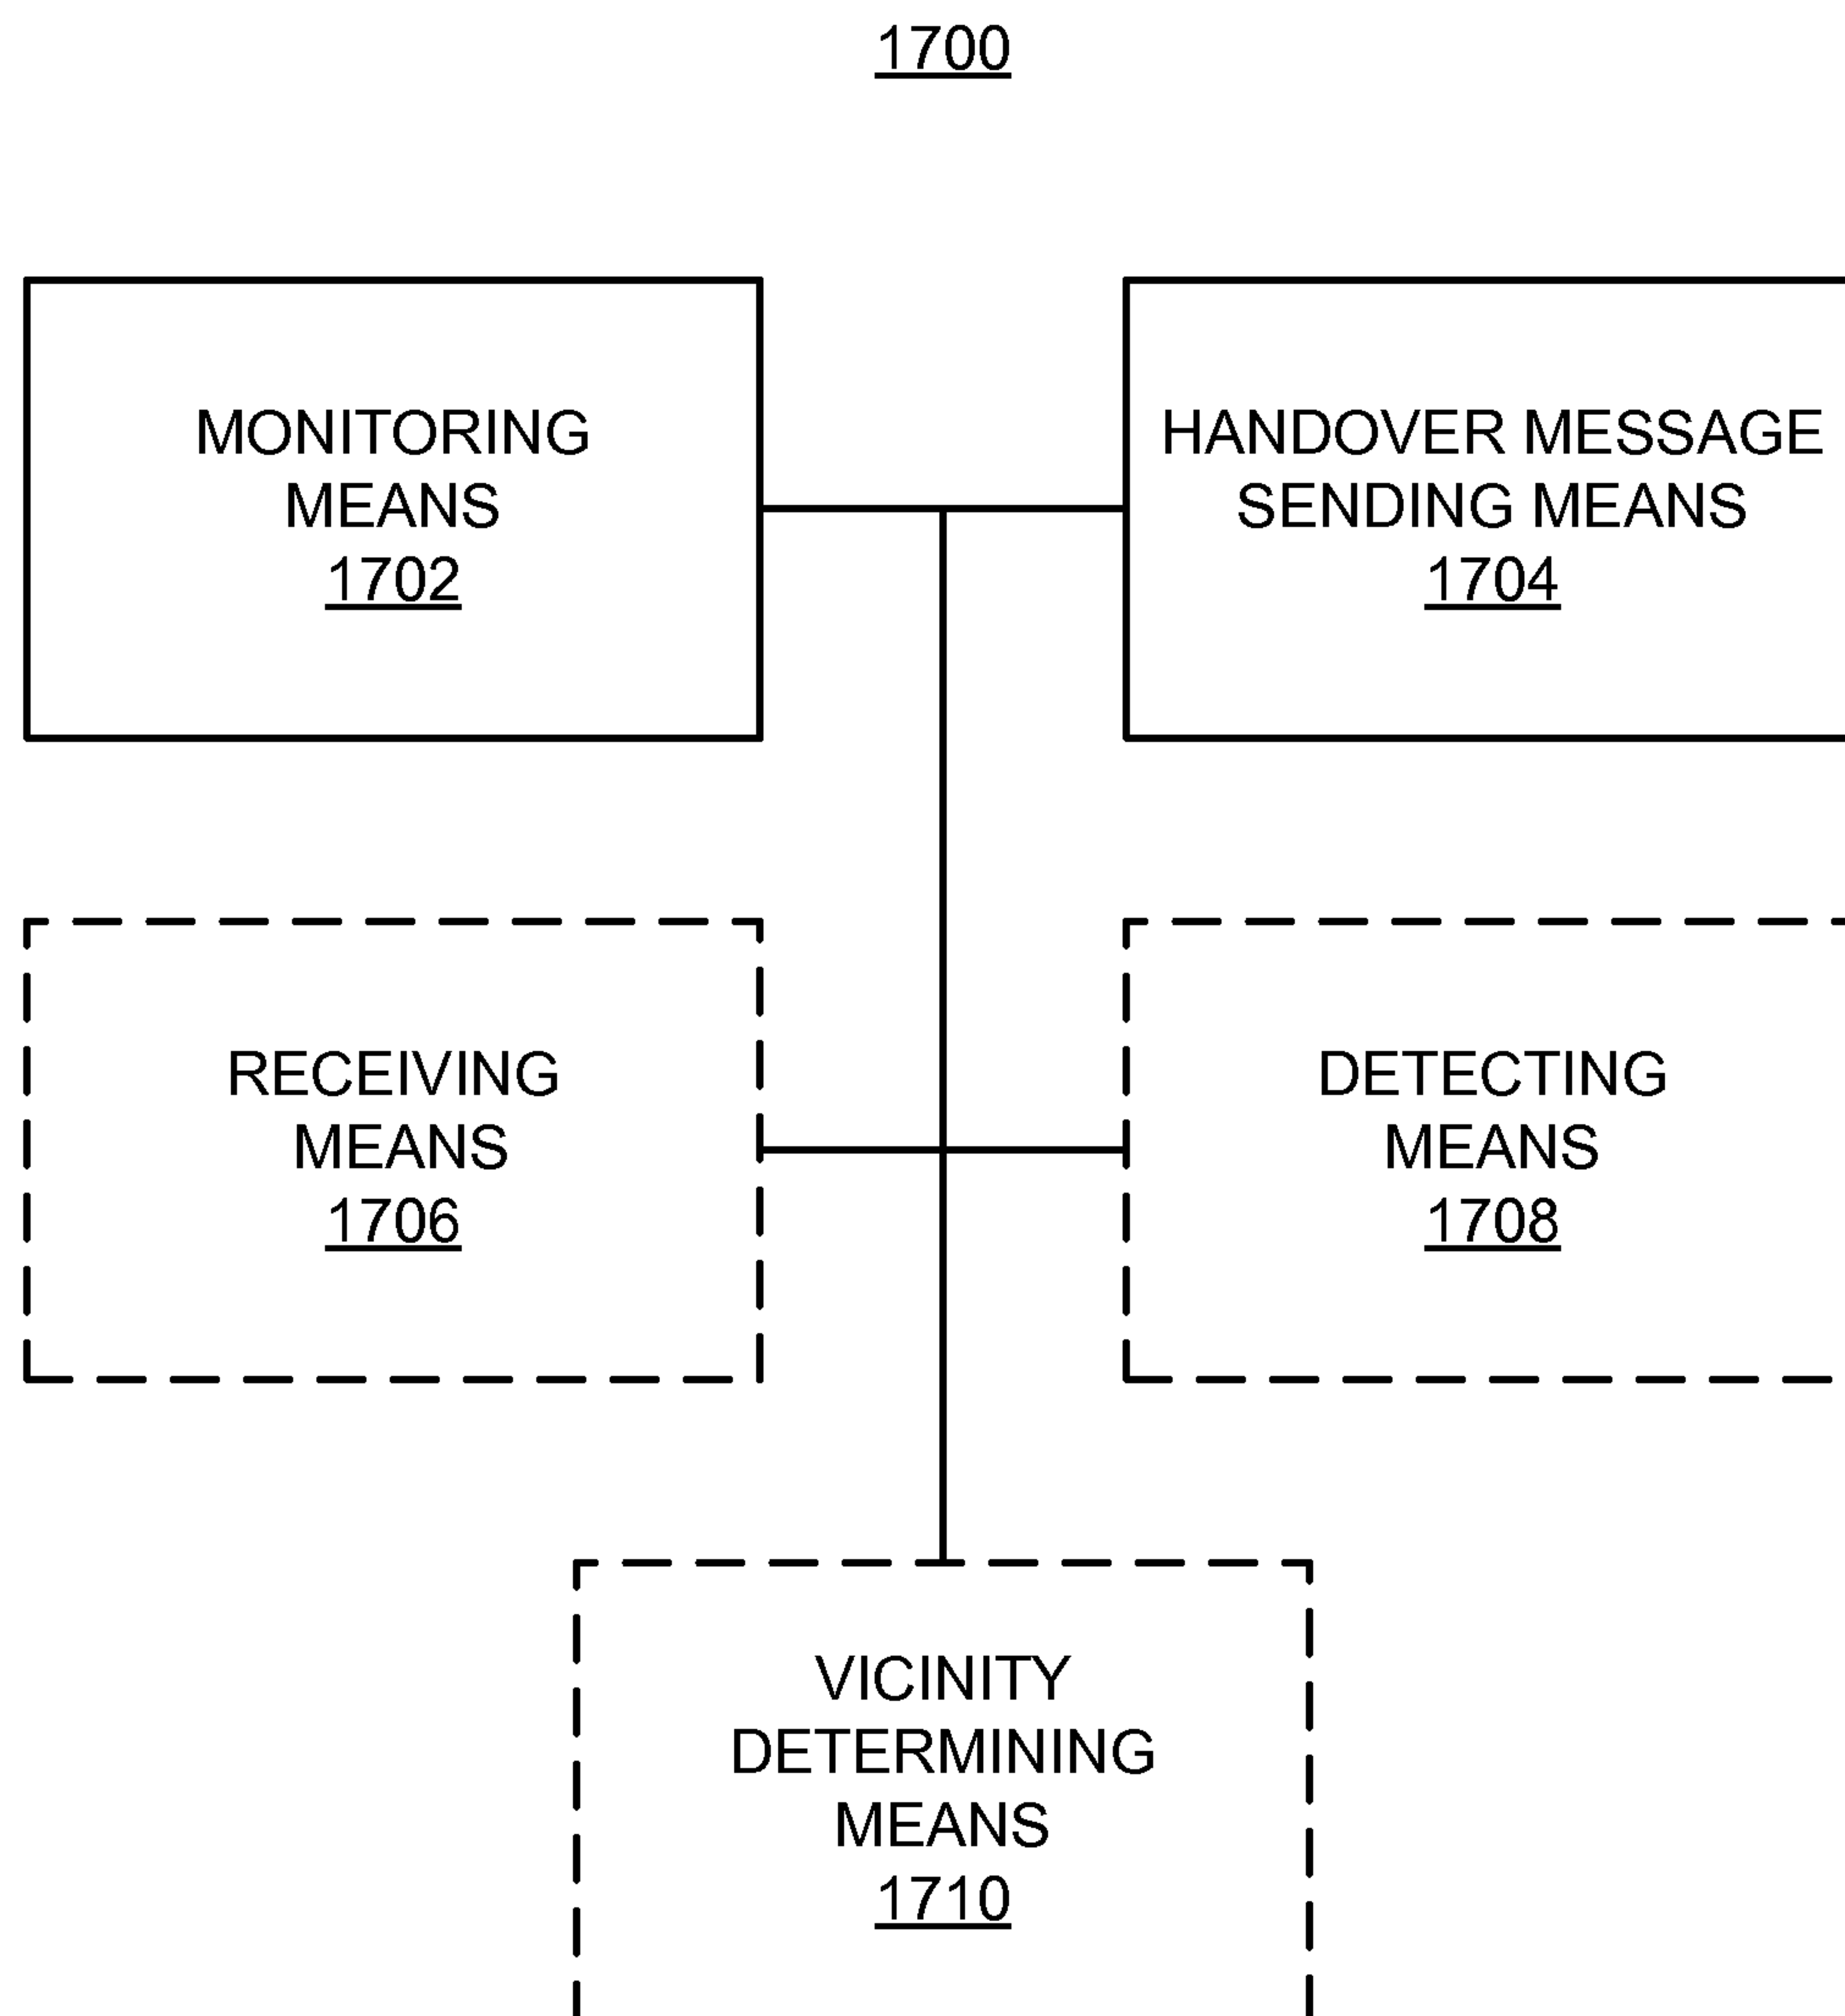 1700
MONITORING
MEANS
1702
HANDOVER MESSAGE
SENDING MEANS
1704
RECEIVING
MEANS
1706
DETECTING
MEANS
1708
VICINITY
DETERMINING
MEANS
1710